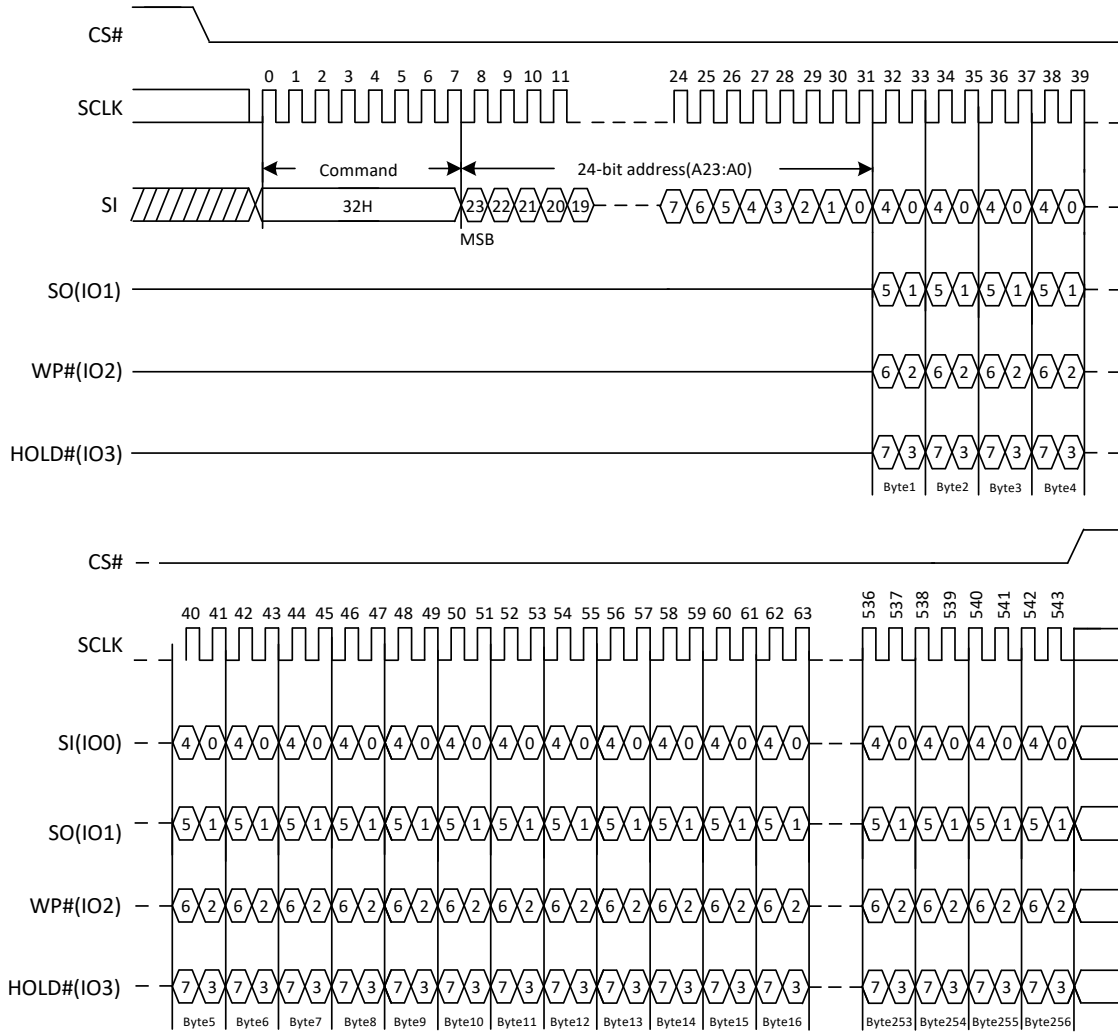 CS#
0 1 2 3 4 5 6 7 8 9 10 11 24 25 26 27 28 29 30 31 32 33 34 35 36 37 38 39
SCLK
Command 24-bit address(A23:A0)
SI 32H 23 22 21 20 19 7 6 5 4 3 2 1 0 4 0 4 0 4 0 4 0
MSB
SO(IO1) 5 1 5 1 5 1 5 1
WP#(IO2) 6 2 6 2 6 2 6 2
HOLD#(IO3) 7 3 7 3 7 3 7 3
Byte1 Byte2 Byte3 Byte4
CS#
40 41 42 43 44 45 46 47 48 49 50 51 52 53 54 55 56 57 58 59 60 61 62 63 536 537 538 539 540 541 542 543
SCLK
SI(IO0) 4 0 4 0 4 0 4 0 4 0 4 0 4 0 4 0 4 0 4 0 4 0 4 0 4 0 4 0 4 0 4 0
SO(IO1) 5 1 5 1 5 1 5 1 5 1 5 1 5 1 5 1 5 1 5 1 5 1 5 1 5 1 5 1 5 1 5 1
WP#(IO2) 6 2 6 2 6 2 6 2 6 2 6 2 6 2 6 2 6 2 6 2 6 2 6 2 6 2 6 2 6 2 6 2
HOLD#(IO3) 7 3 7 3 7 3 7 3 7 3 7 3 7 3 7 3 7 3 7 3 7 3 7 3 7 3 7 3 7 3 7 3
Byte5 Byte6 Byte7 Byte8 Byte9 Byte10 Byte11 Byte12 Byte13 Byte14 Byte15 Byte16 Byte253 Byte254 Byte255 Byte256